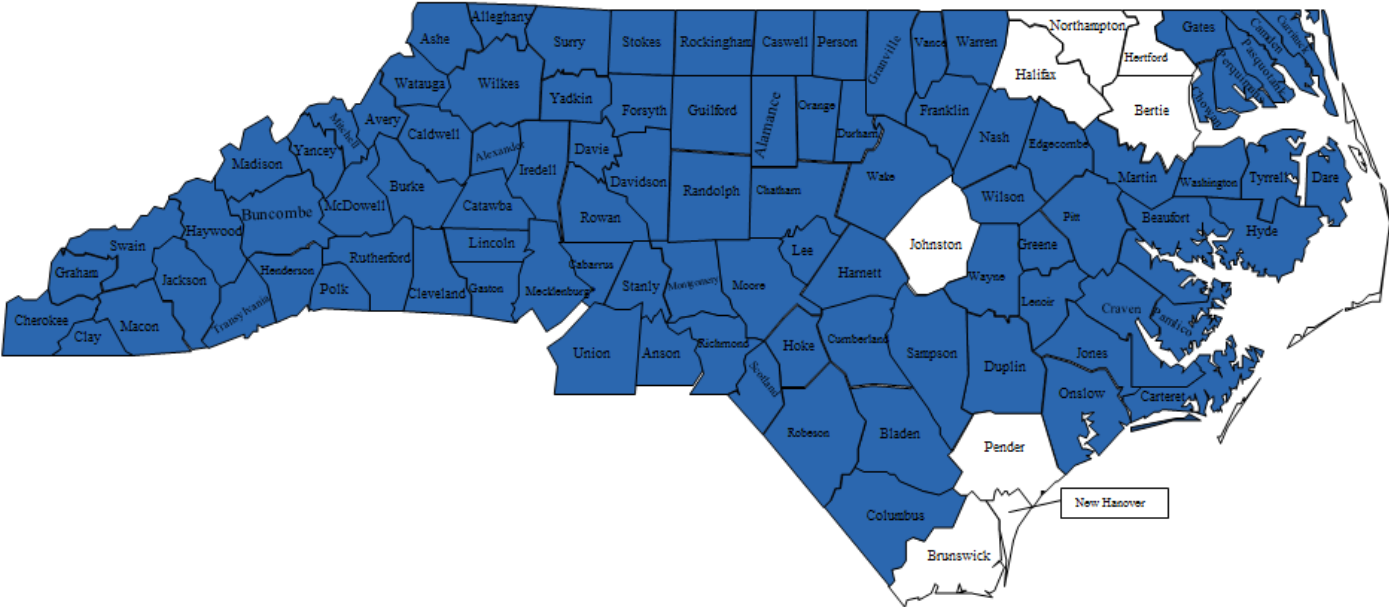 Alleghany
Ashe
Surry
Stokes
Rockingham
Caswell
Person
Granville
Vance
Warren
Northampton
Gates
Camden
Currituck
Pasquotank
Perquimans
Chowan
Hertford
Halifax
Bertie
Watauga
Wilkes
Yadkin
Forsyth
Guilford
Alamance
Orange
Durham
Franklin
Nash
Edgecombe
Mitchell
Avery
Caldwell
Alexander
Iredell
Davie
Davidson
Randolph
Chatham
Wake
Wilson
Martin
Washington
Tyrrell
Dare
Madison
Yancey
Burke
McDowell
Buncombe
Catawba
Rowan
Johnston
Greene
Pitt
Beaufort
Hyde
Haywood
Swain
Graham
Jackson
Henderson
Transylvania
Polk
Rutherford
Cleveland
Lincoln
Gaston
Mecklenburg
Cabarrus
Stanly
Montgomery
Moore
Lee
Harnett
Wayne
Lenoir
Craven
Pamlico
Cherokee
Clay
Macon
Union
Anson
Richmond
Scotland
Hoke
Cumberland
Sampson
Duplin
Jones
Onslow
Carteret
Robeson
Bladen
Pender
Columbus
New Hanover
Brunswick